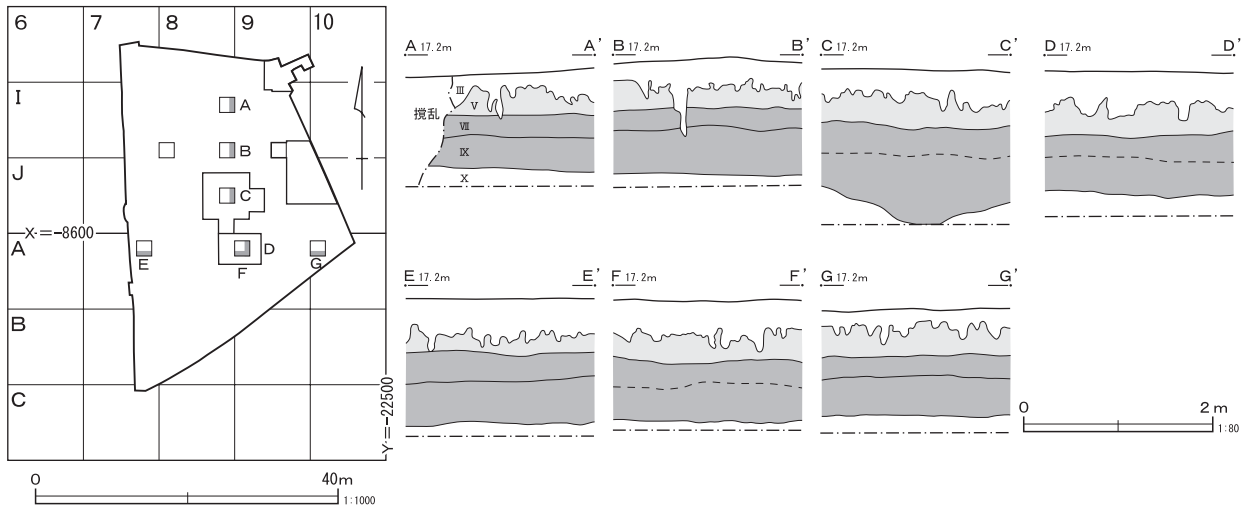 6 7 8 9 10
I
J
A
B
C
X=-8600
Y=-22500
A
B
C
D
E
F
G
0 40m
1:1000
A 17.2m A'
撹乱
Ⅲ
Ⅴ
Ⅶ
Ⅸ
Ⅹ
B 17.2m B'
C 17.2m C'
D 17.2m D'
E 17.2m E'
F 17.2m F'
G 17.2m G'
0 2m
1:80